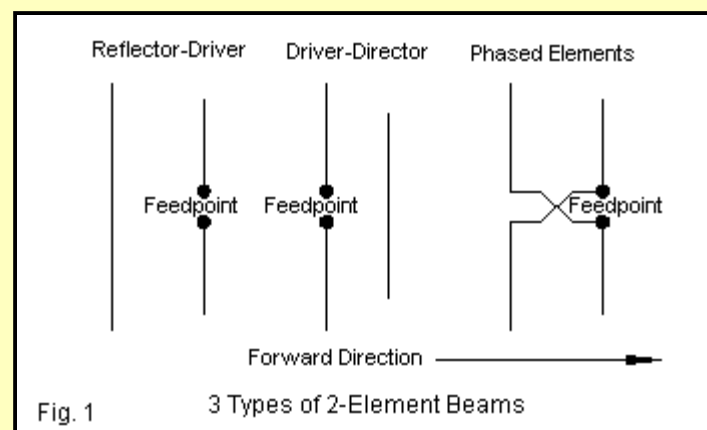 Reflector-Driver Driver-Director Phased Elements
Feedpoint Feedpoint Feedpoint
Forward Direction
Fig. 1 3 Types of 2-Element Beams